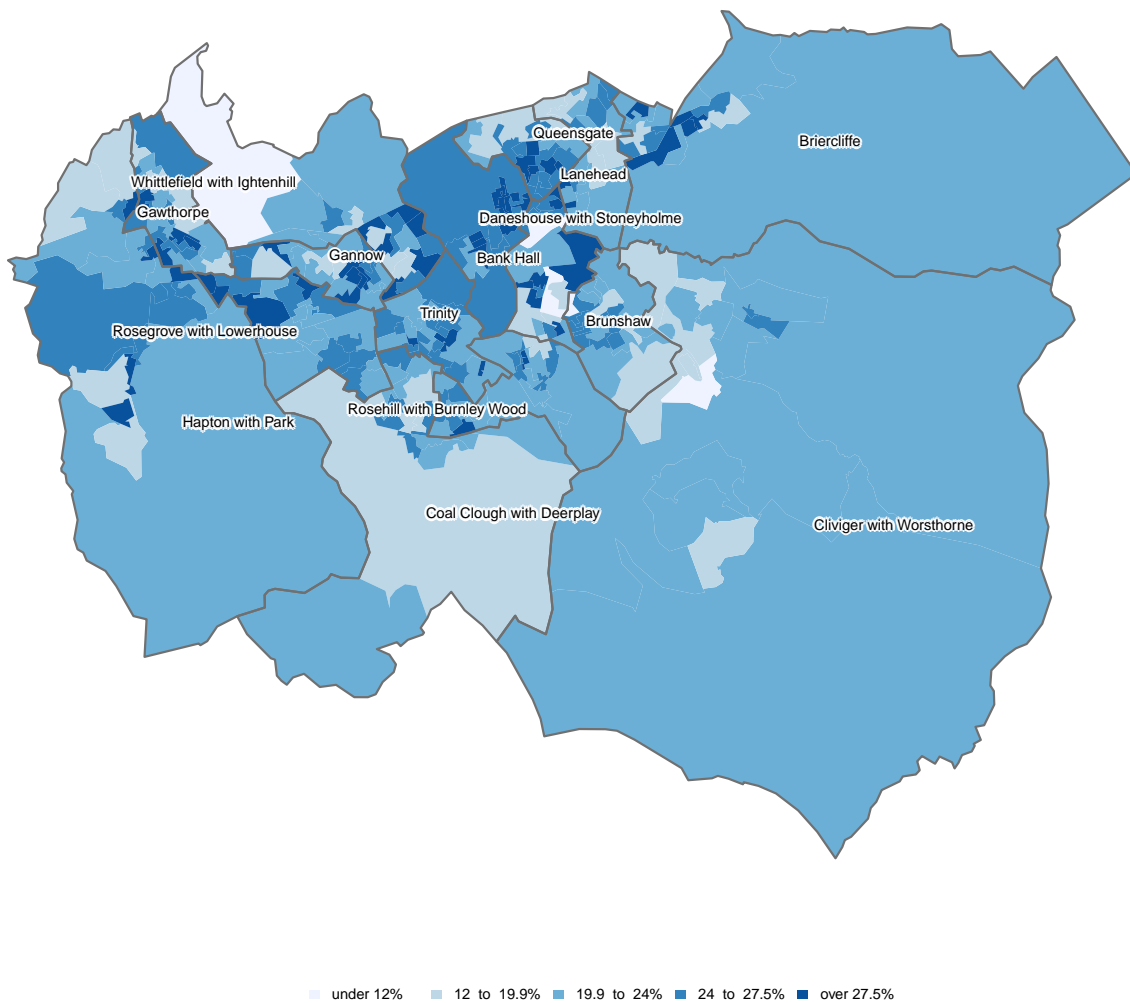 Queensgate
Briercliffe
Lanehead
Whittlefield with Ightenhill
Gawthorpe
Daneshouse with Stoneyholme
Gannow
Bank Hall
Trinity
Brunshaw
Rosegrove with Lowerhouse
Rosehill with Burnley Wood
Hapton with Park
Coal Clough with Deerplay
Cliviger with Worsthorne
under 12% 12 to 19.9% 19.9 to 24% 24 to 27.5% over 27.5%